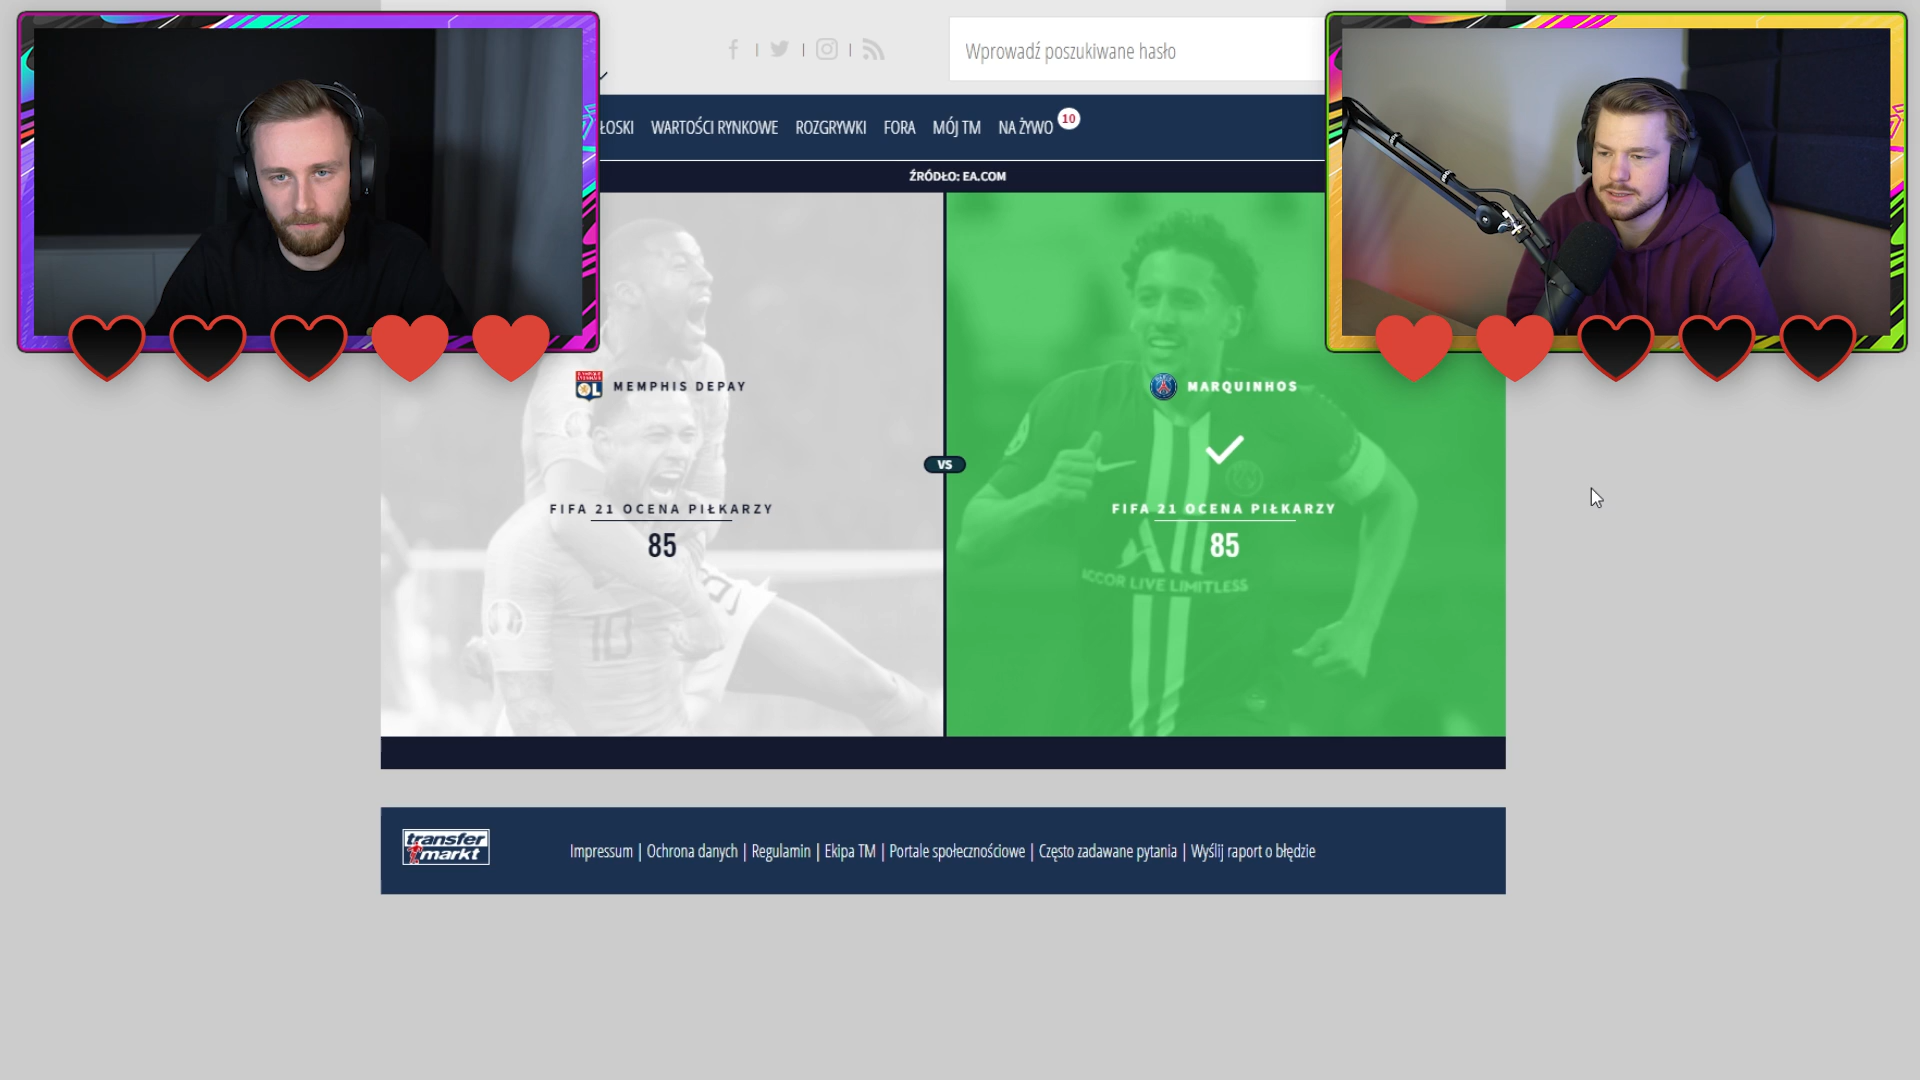 Wprowadź poszukiwane hasło
ŁOSKI WARTOŚCI RYNKOWE ROZGRYWKI FORA MÓJ TM NA ŻYWO 10
ŹRÓDŁO: EA.COM
MEMPHIS DEPAY
MARQUINHOS
VS
FIFA 21 OCENA PIŁKARZY
85
FIFA 21 OCENA PIŁKARZY
85
ACCOR LIVE LIMITLESS
10
transfer
markt
Impressum | Ochrona danych | Regulamin | Ekipa TM | Portale społecznościowe | Często zadawane pytania | Wyślij raport o błędzie